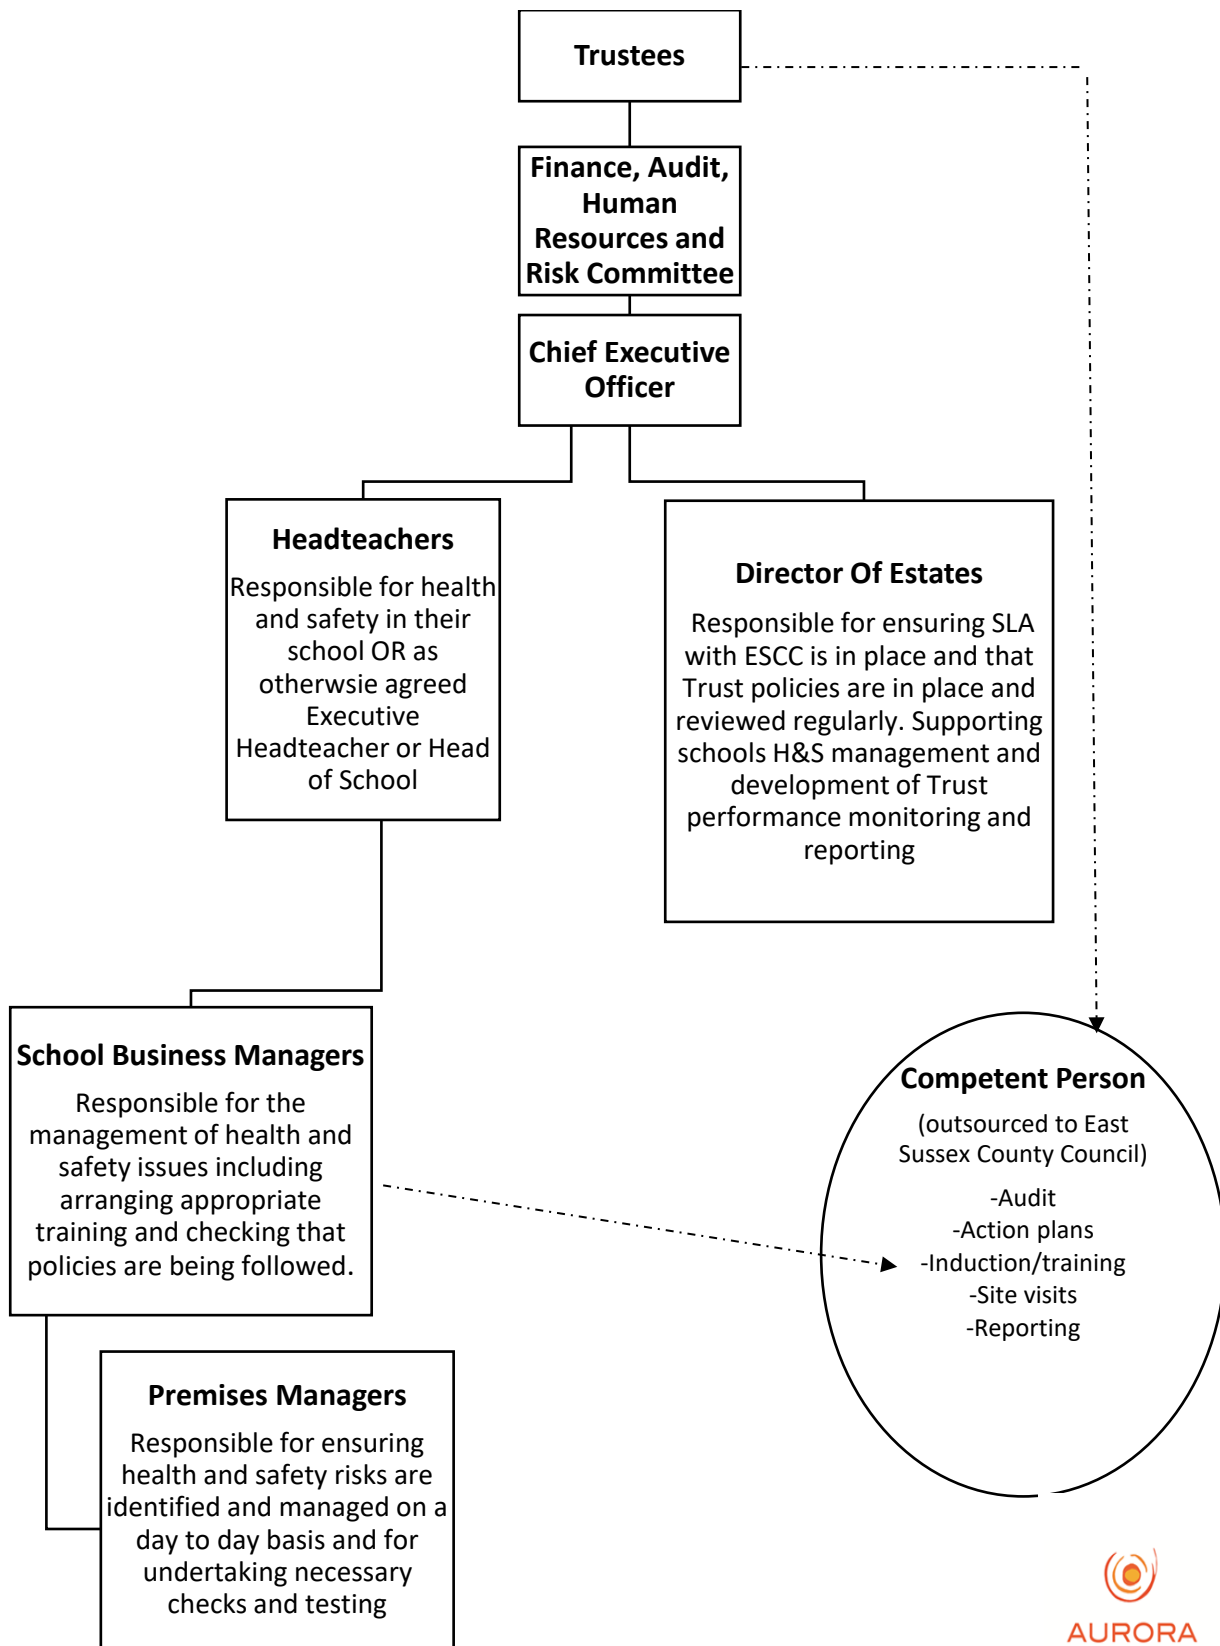 Trustees
Finance, Audit,
Human
Resources and
Risk Committee
Chief Executive
Officer
Headteachers
Responsible for health
and safety in their
school OR as
otherwsie agreed
Executive
Headteacher or Head
of School
Director Of Estates
Responsible for ensuring SLA
with ESCC is in place and that
Trust policies are in place and
reviewed regularly. Supporting
schools H&S management and
development of Trust
performance monitoring and
reporting
School Business Managers
Responsible for the
management of health and
safety issues including
arranging appropriate
training and checking that
policies are being followed.
Competent Person
(outsourced to East
Sussex County Council)
-Audit
-Action plans
-Induction/training
-Site visits
-Reporting
Premises Managers
Responsible for ensuring
health and safety risks are
identified and managed on a
day to day basis and for
undertaking necessary
checks and testing
AURORA